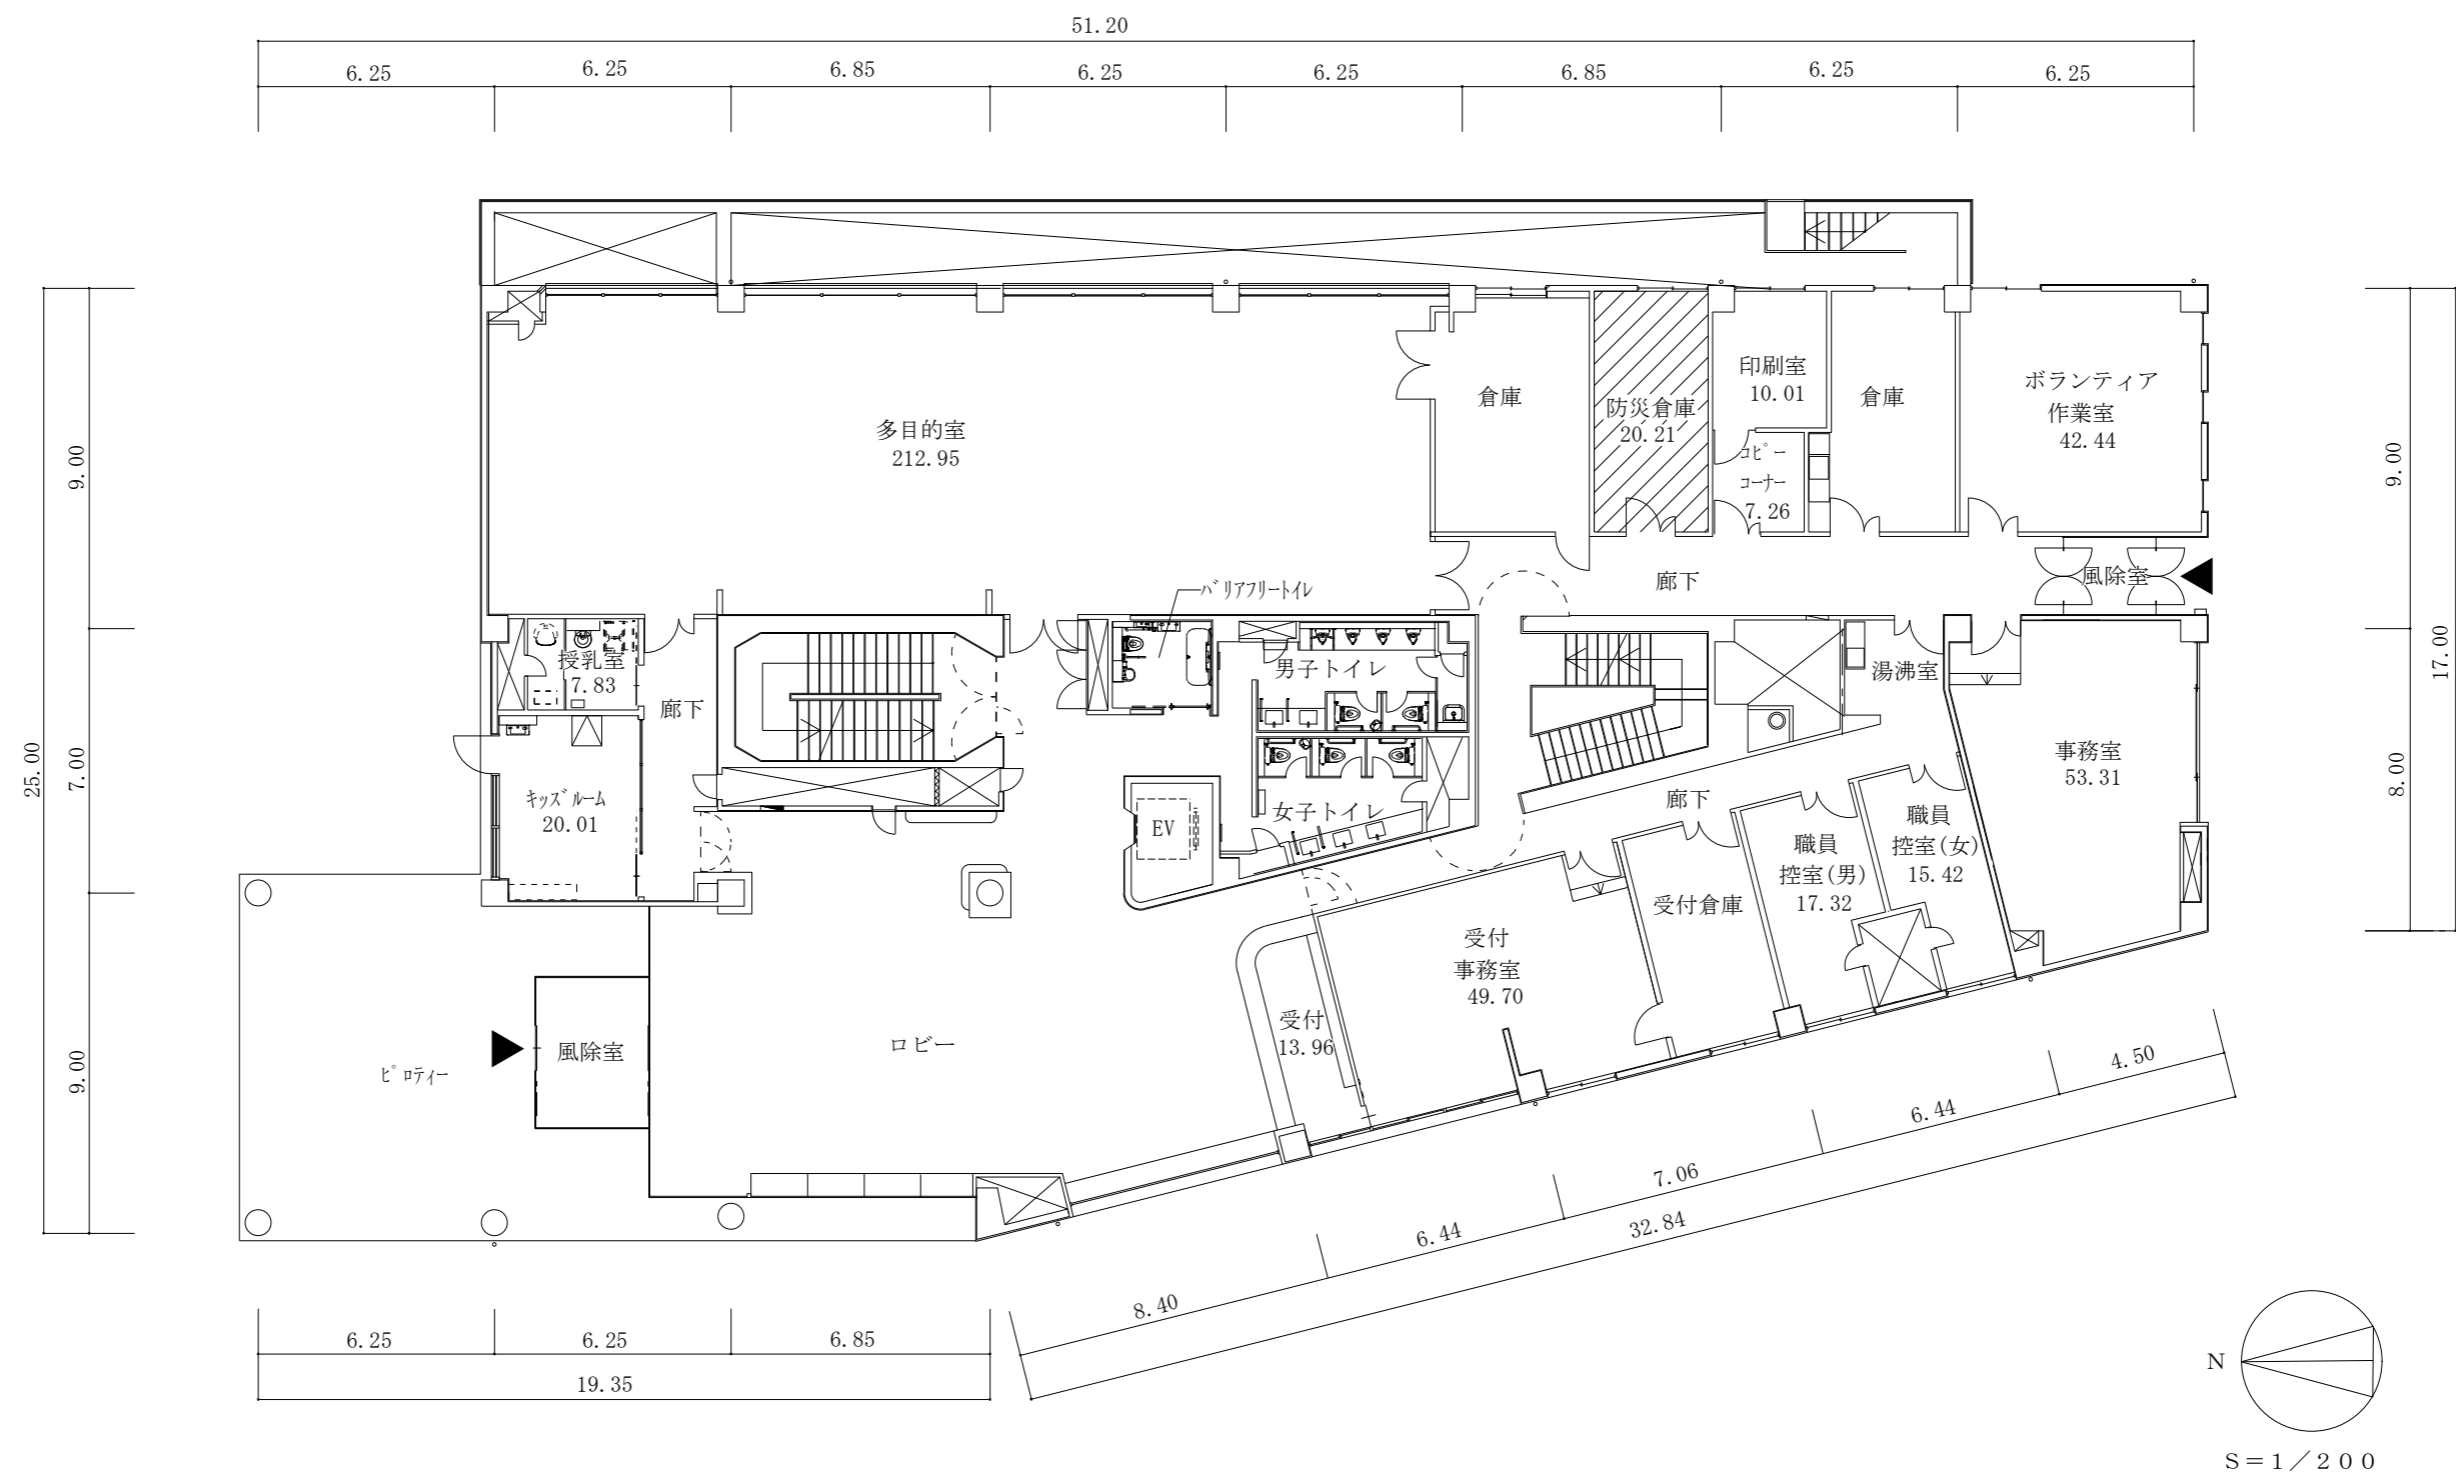 51.20
6.25
6.25
6.85
6.25
6.25
6.85
6.25
6.25
25.00
9.00
7.00
9.00
9.00
8.00
17.00
多目的室
212.95
倉庫
防災倉庫
20.21
印刷室
10.01
コピー
コーナー
7.26
倉庫
ボランティア
作業室
42.44
バリアフリートイレ
廊下
風除室
授乳室
7.83
廊下
男子トイレ
湯沸室
キッズルーム
20.01
EV
女子トイレ
廊下
事務室
53.31
職員
控室(女)
15.42
職員
控室(男)
17.32
受付倉庫
受付
事務室
49.70
受付
13.96
ピロティー
風除室
ロビー
4.50
6.44
7.06
6.44
8.40
32.84
6.25
6.25
6.85
19.35
N
S=1/200